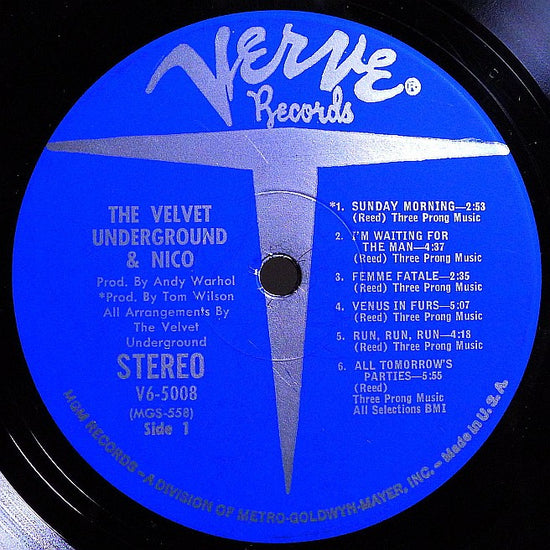 VERVE®
Records
THE VELVET
UNDERGROUND
& NICO
Prod. By Andy Warhol
*Prod. By Tom Wilson
All Arrangements By
The Velvet
Underground
STEREO
V6-5008
(MGS-558)
Side 1
*1. SUNDAY MORNING—2:53
(Reed) Three Prong Music
2. I'M WAITING FOR
THE MAN—4:37
(Reed) Three Prong Music
3. FEMME FATALE—2:35
(Reed) Three Prong Music
4. VENUS IN FURS—5:07
(Reed) Three Prong Music
5. RUN, RUN, RUN—4:18
(Reed) Three Prong Music
6. ALL TOMORROW'S
PARTIES—5:55
(Reed)
Three Prong Music
All Selections BMI
MGM RECORDS – A DIVISION OF METRO-GOLDWYN-MAYER, INC. – Made in U. S. A.